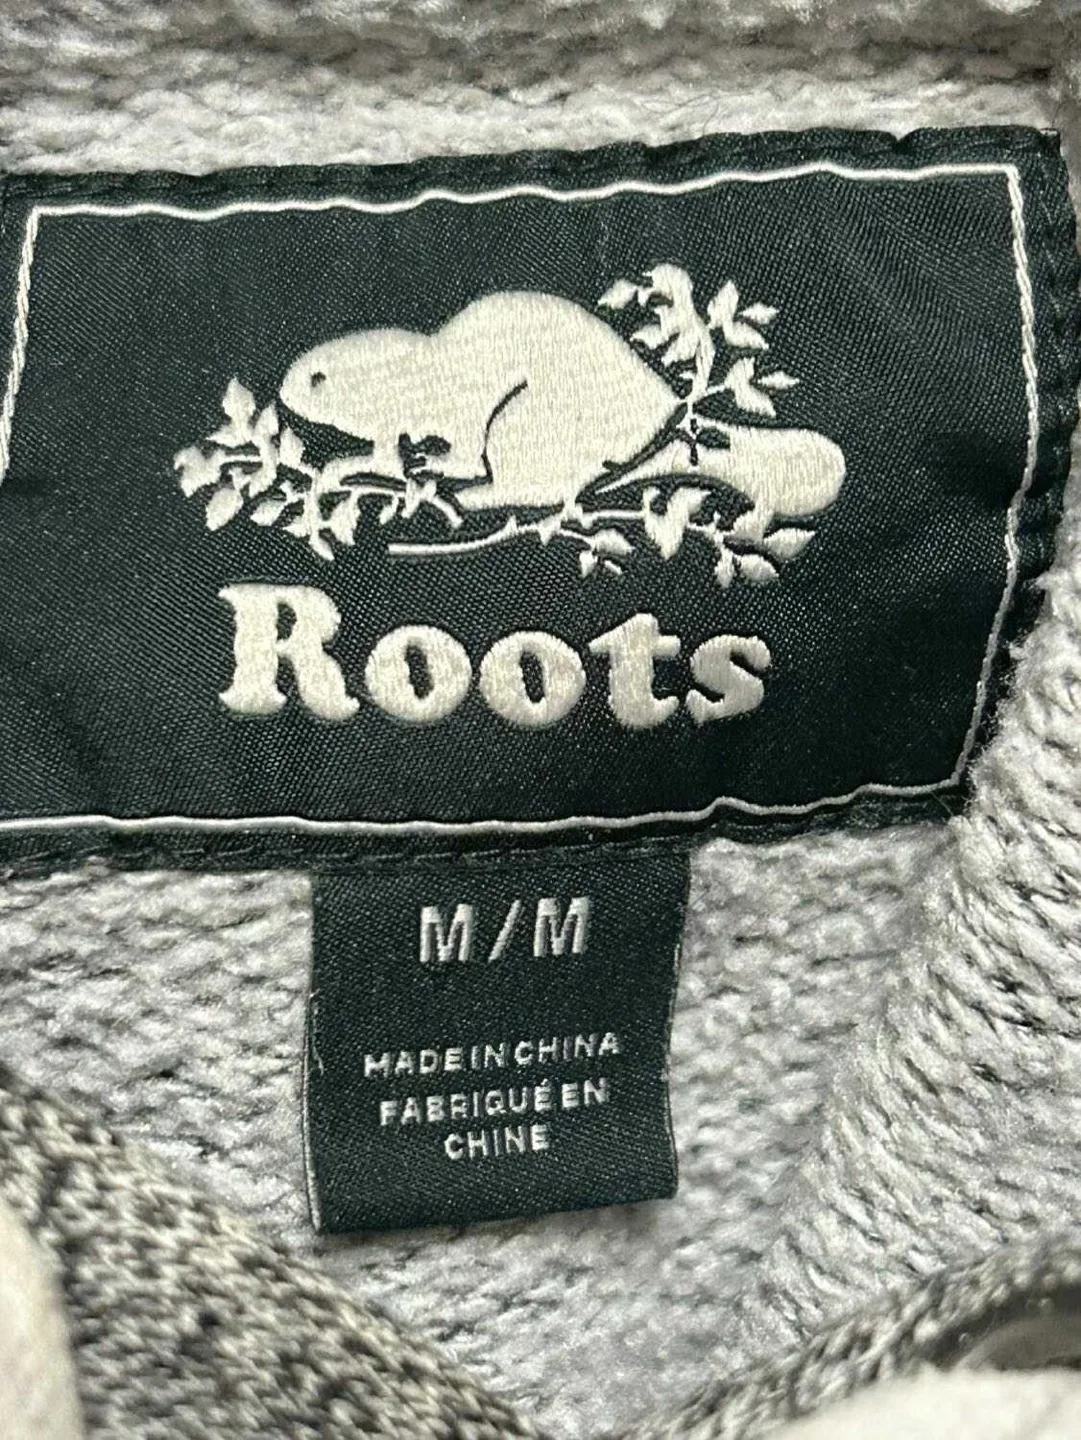 Roots
M/M
MADE IN CHINA
FABRIQUÉ EN
CHINE